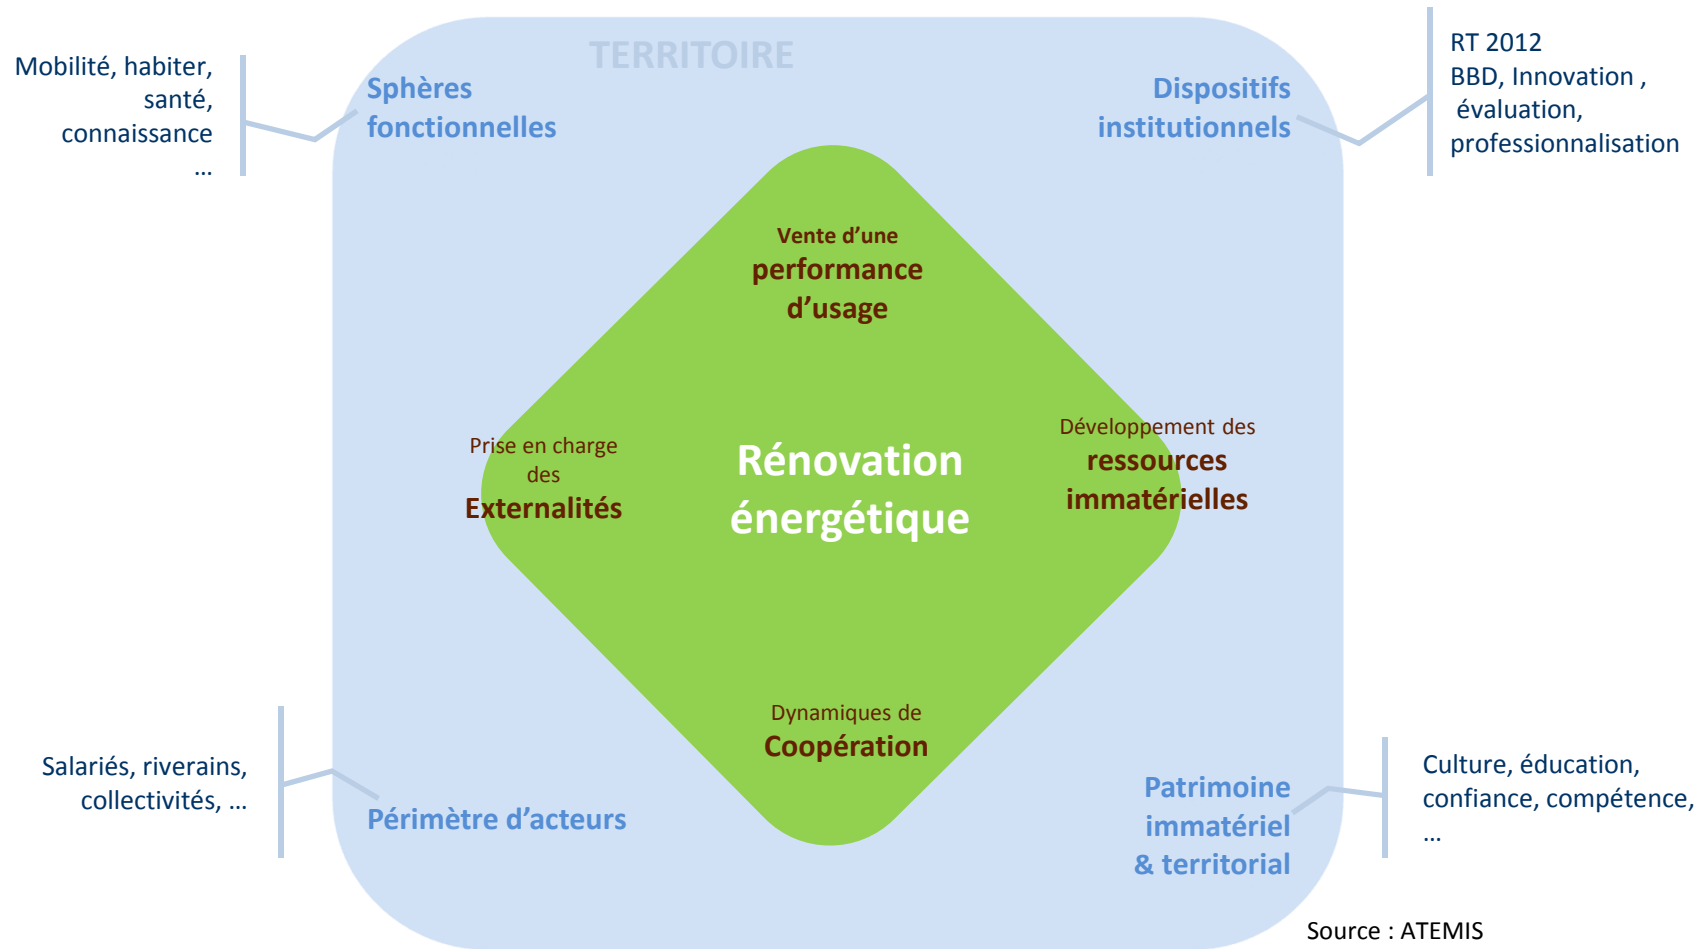 TERRITOIRE
Mobilité, habiter,
santé,
connaissance
...
Sphères
fonctionnelles
Dispositifs
institutionnels
RT 2012
BBD, Innovation ,
évaluation,
professionnalisation
Vente d’une
performance
d’usage
Prise en charge
des
Externalités
Rénovation
énergétique
Développement des
ressources
immatérielles
Dynamiques de
Coopération
Salariés, riverains,
collectivités, ...
Périmètre d’acteurs
Patrimoine
immatériel
& territorial
Culture, éducation,
confiance, compétence,
...
Source : ATEMIS